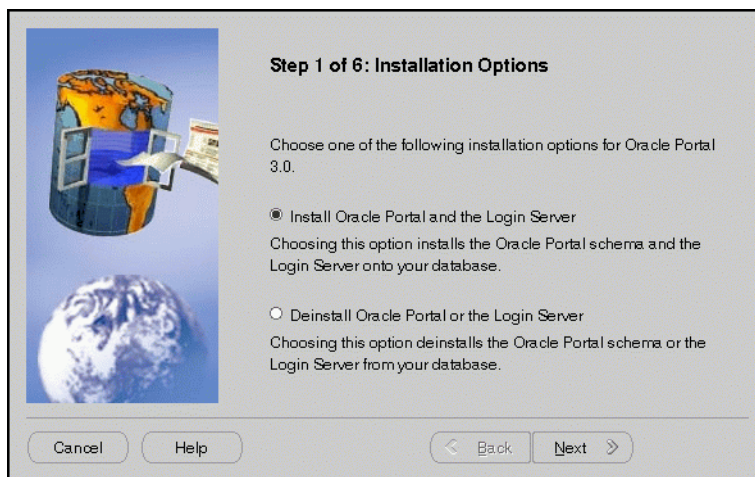 Step 1 of 6: Installation Options
Choose one of the following installation options for Oracle Portal
3.0.
Install Oracle Portal and the Login Server
Choosing this option installs the Oracle Portal schema and the
Login Server onto your database.
Deinstall Oracle Portal or the Login Server
Choosing this option deinstalls the Oracle Portal schema or the
Login Server from your database.
Cancel
Help
Back
Next